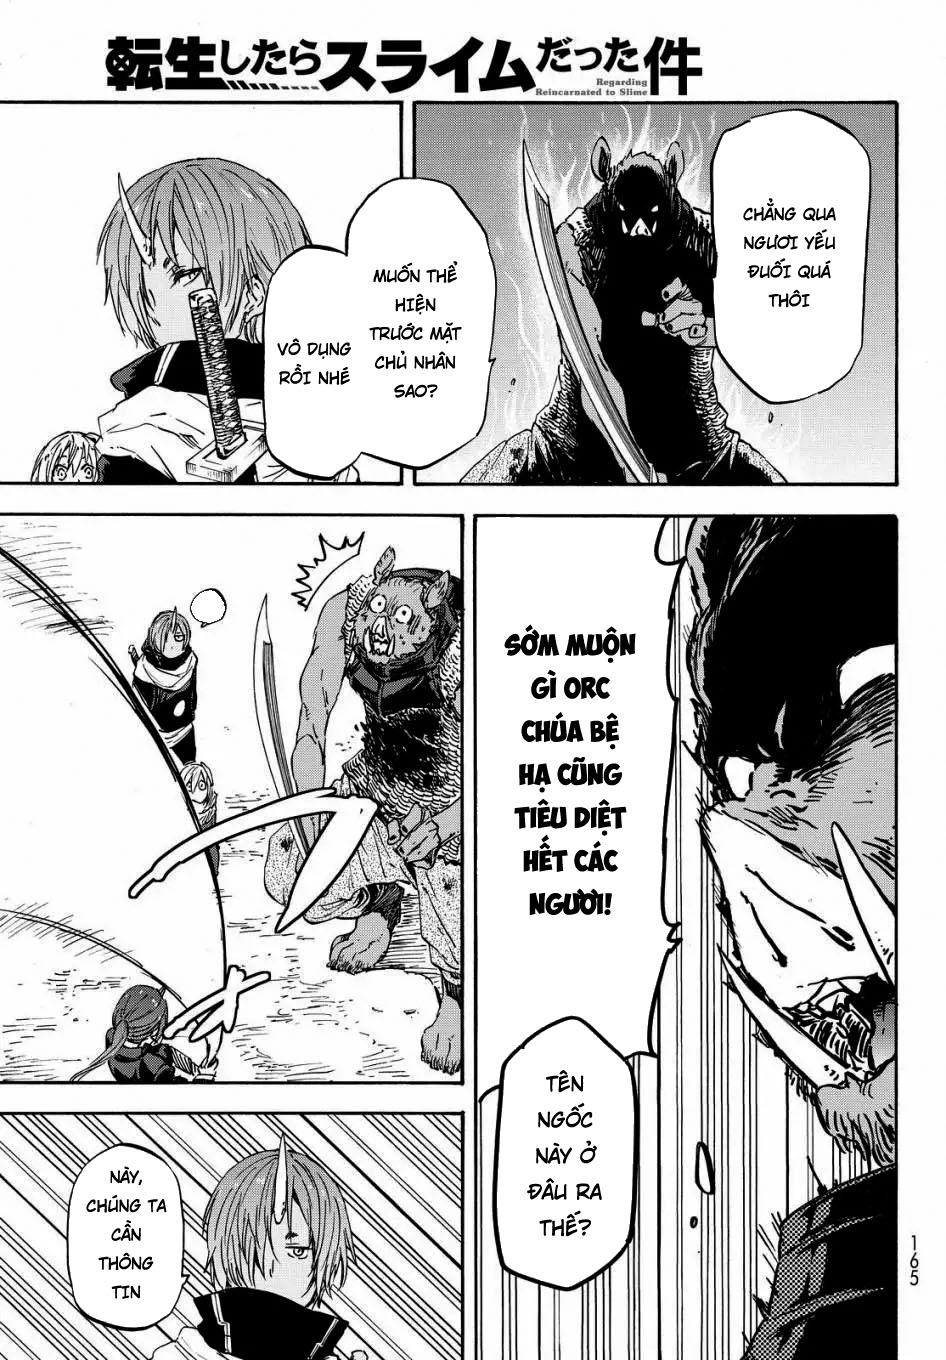 転生したらスライムだった件
Regarding
Reincarnated to Slime
CHẲNG QUA
NGƯƠI YẾU
ĐUỐI QUÁ
THÔI
MUỐN THỂ
HIỆN
TRƯỚC MẶT
CHỦ NHÂN
SAO?
VÔ DỤNG
RỒI NHÉ
SỚM MUỘN
GÌ ORC
CHÚA BỆ
HẠ CŨNG
TIÊU DIỆT
HẾT CÁC
NGƯƠI!
TÊN
NGỐC
NÀY Ở
ĐÂU RA
THẾ?
NÀY,
CHÚNG TA
CẦN
THÔNG
TIN
165